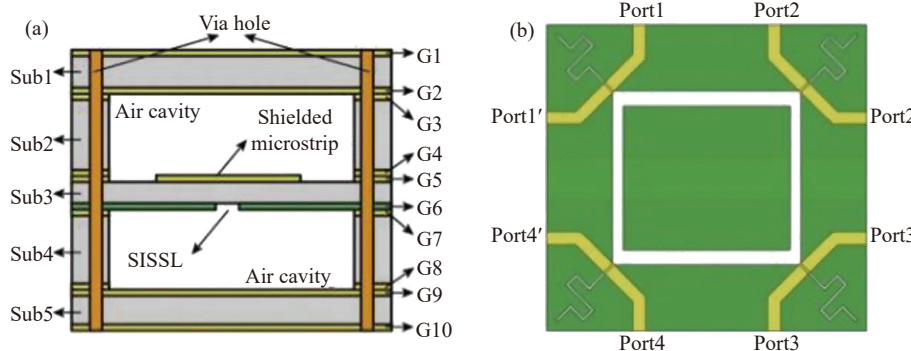 (a)
Via hole
G1
Sub1
G2
Air cavity
G3
Shielded
microstrip
Sub2
G4
G5
Sub3
G6
G7
Sub4
SISSL
G8
Air cavity
G9
Sub5
G10
(b)
Port1
Port2
Port1′
Port2
Port4′
Port3
Port4
Port3